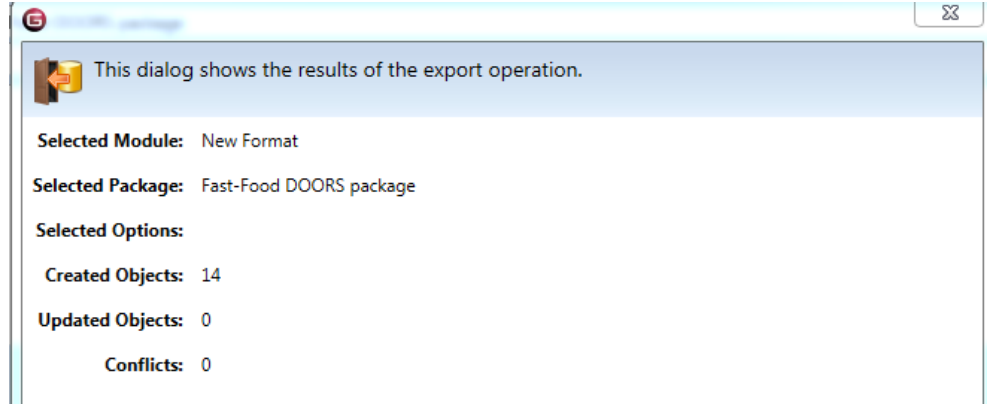 This dialog shows the results of the export operation.
Selected Module: New Format
Selected Package: Fast-Food DOORS package
Selected Options:
Created Objects: 14
Updated Objects: 0
Conflicts: 0